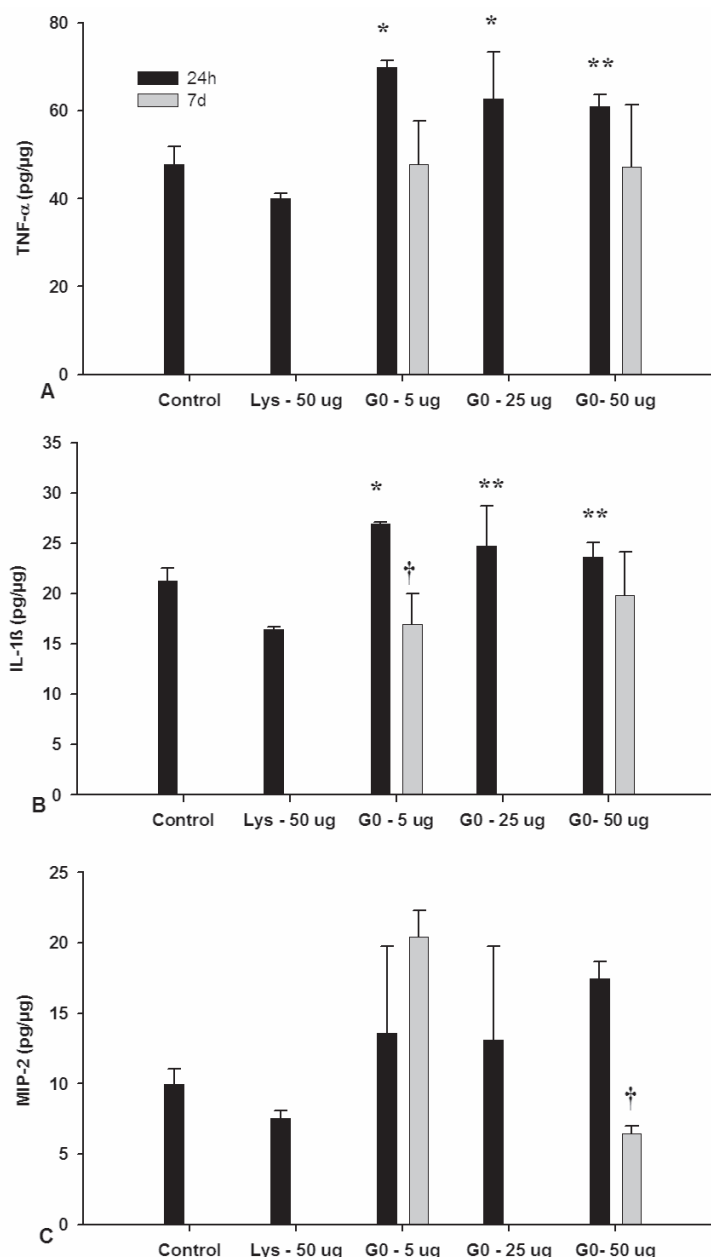 80
60
40
20
0
TNF-α (pg/µg)
24h
7d
*
*
**
A
Control
Lys - 50 ug
G0 - 5 ug
G0 - 25 ug
G0- 50 ug
35
30
25
20
15
10
5
0
IL-1ß (pg/µg)
*
†
**
**
B
Control
Lys - 50 ug
G0 - 5 ug
G0 - 25 ug
G0- 50 ug
25
20
15
10
5
0
MIP-2 (pg/µg)
†
C
Control
Lys - 50 ug
G0 - 5 ug
G0 - 25 ug
G0- 50 ug